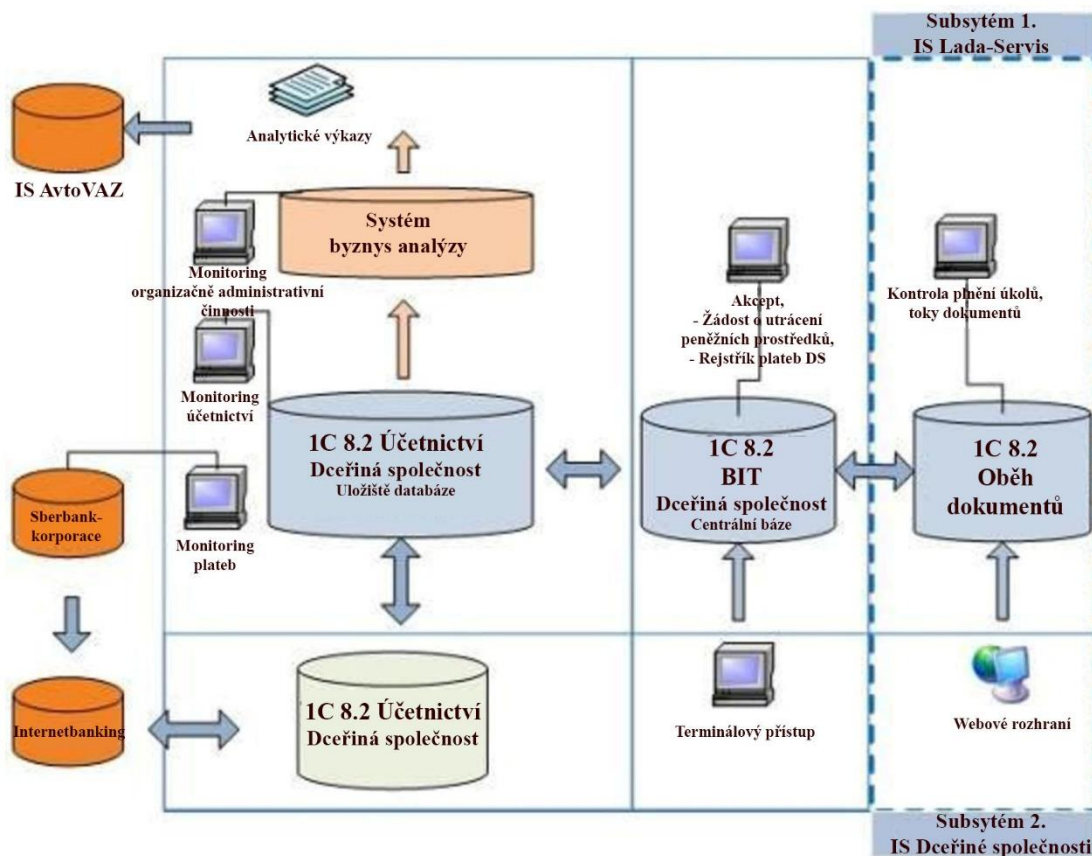 Subsytém 1.
IS Lada-Servis
Analytické výkazy
IS AvtoVAZ
Systém
byznys analýzy
Monitoring
organizačně administrativní
činnosti
Monitoring
účetnictví
Akcept,
- Žádost o utrácení
peněžních prostředků,
- Rejstřík plateb DS
Kontrola plnění úkolů,
toky dokumentů
1C 8.2 Účetnictví
Dceřiná společnost
Uložiště databáze
1C 8.2
BIT
Dceřiná společnost
Centrální báze
1C 8.2
Oběh
dokumentů
Sberbank-
korporace
Monitoring
plateb
Internetbanking
1C 8.2 Účetnictví
Dceřiná společnost
Terminálový přístup
Webové rozhraní
Subsytém 2.
IS Dceřiné společnosti